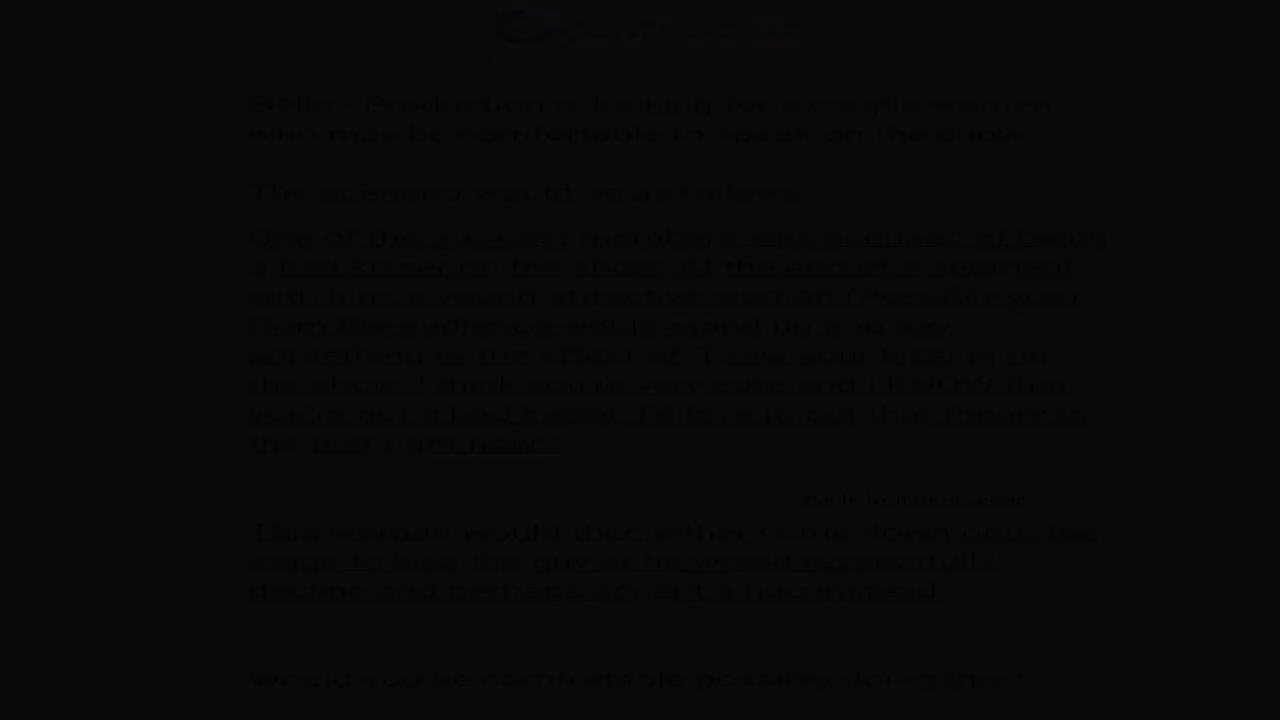 centralcasting
Hello - Production is looking for a couple women
who may be comfortable to speak on the show.
The scenario would be as follows:
One of the guy cast members was accused of being
a bad kisser on the show. At the end of a segment
with him, a young attractive woman (Possibly you!)
from the audience would stand up and say
something to the effect of "I saw your kissing on
the show. I think you're very cute and I KNOW that
you're not a bad kisser. I'd love to put that theory to
the test right now!"
This woman would then either come down onto the
stage to kiss the guy or he would respectfully
decline and perhaps accept a hug instead.
Would you be comfortable possibly doing this?